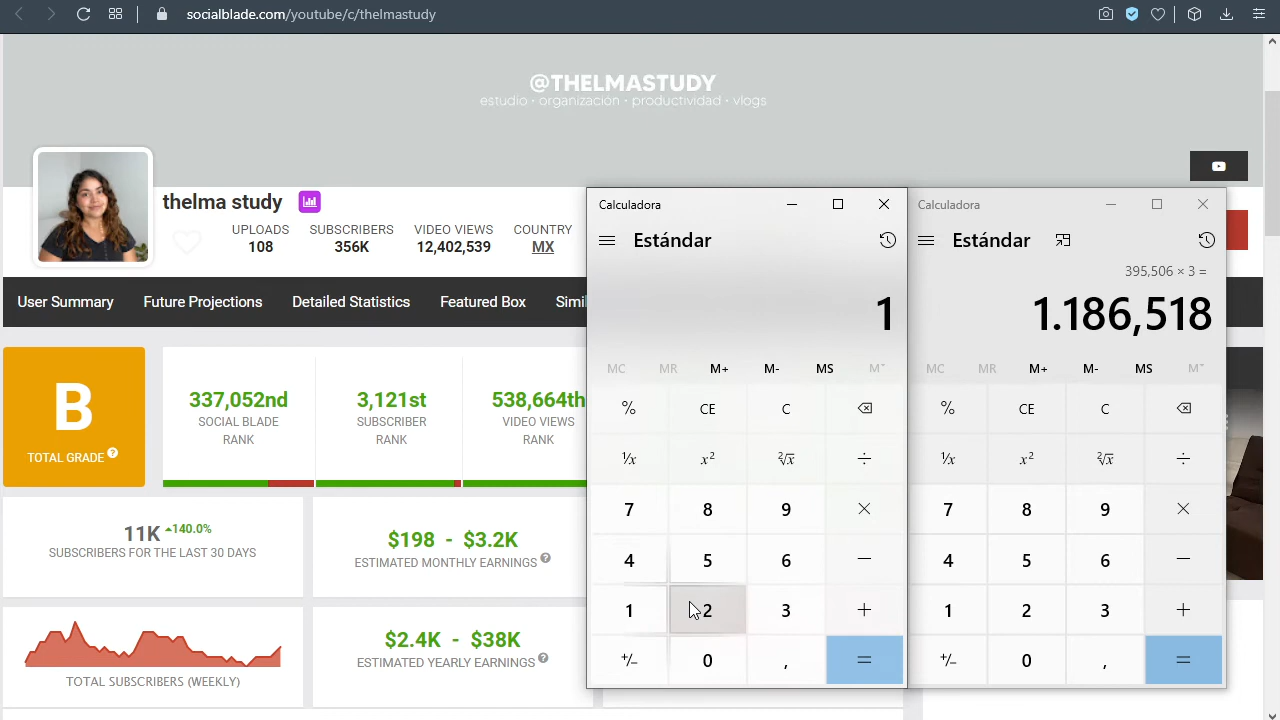 socialblade.com/youtube/c/thelmastudy
@THELMASTUDY
estudio • organización • productividad • vlogs
thelma study
UPLOADS
108
SUBSCRIBERS
356K
VIDEO VIEWS
12,402,539
COUNTRY
MX
User Summary
Future Projections
Detailed Statistics
Featured Box
Simi
B
TOTAL GRADE ?
337,052nd
SOCIAL BLADE
RANK
3,121st
SUBSCRIBER
RANK
538,664th
VIDEO VIEWS
RANK
11K 140.0%
SUBSCRIBERS FOR THE LAST 30 DAYS
$198 - $3.2K
ESTIMATED MONTHLY EARNINGS ?
TOTAL SUBSCRIBERS (WEEKLY)
$2.4K - $38K
ESTIMATED YEARLY EARNINGS ?
Calculadora
Estándar
1
MC MR M+ M- MS M˅
% CE C
¹/x x² ²√x ÷
7 8 9 ×
4 5 6 −
1 2 3 +
+/− 0 , =
Calculadora
Estándar
395,506 × 3 =
1.186,518
MC MR M+ M- MS M˅
% CE C
¹/x x² ²√x ÷
7 8 9 ×
4 5 6 −
1 2 3 +
+/− 0 , =